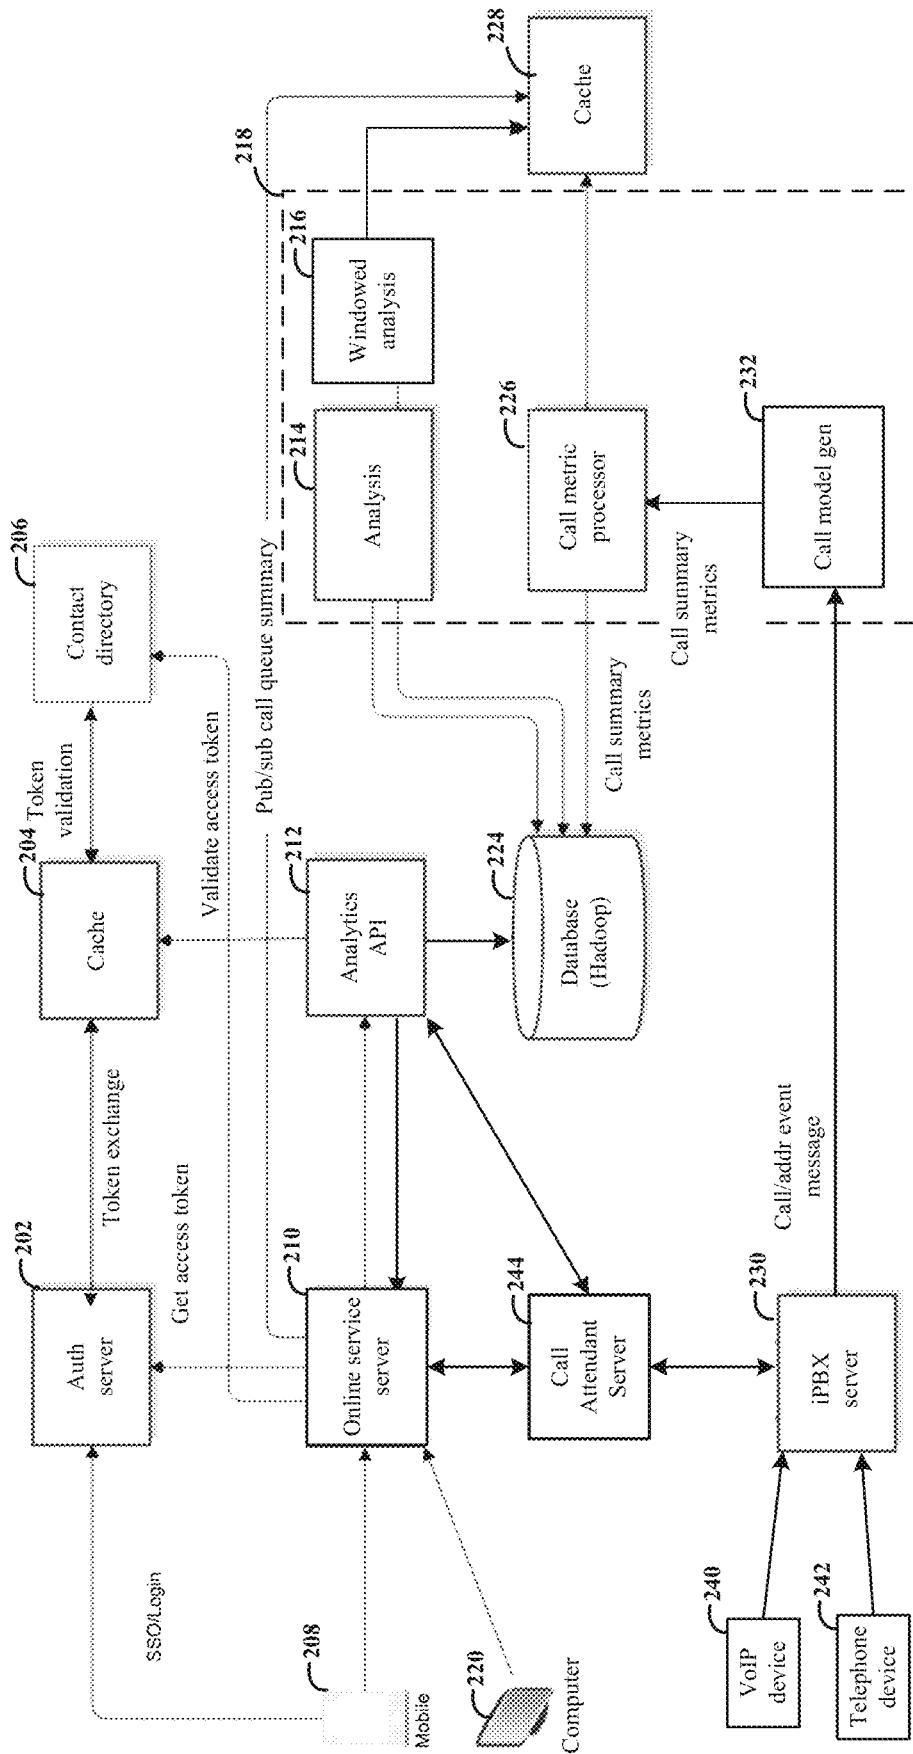 SSO/Login
208
Mobile
220
Computer
240
VoIP
device
242
Telephone
device
202
Auth
server
Get access token
210
Online service
server
244
Call
Attendant
Server
230
iPBX
server
Token exchange
Call/addr event
message
204
Cache
Token
validation
212
Analytics
API
224
Database
(Hadoop)
Validate access token
Pub/sub call queue summary
206
Contact
directory
Call summary
metrics
Call summary
metrics
214
Analysis
226
Call metric
processor
232
Call model gen
216
Windowed
analysis
218
228
Cache